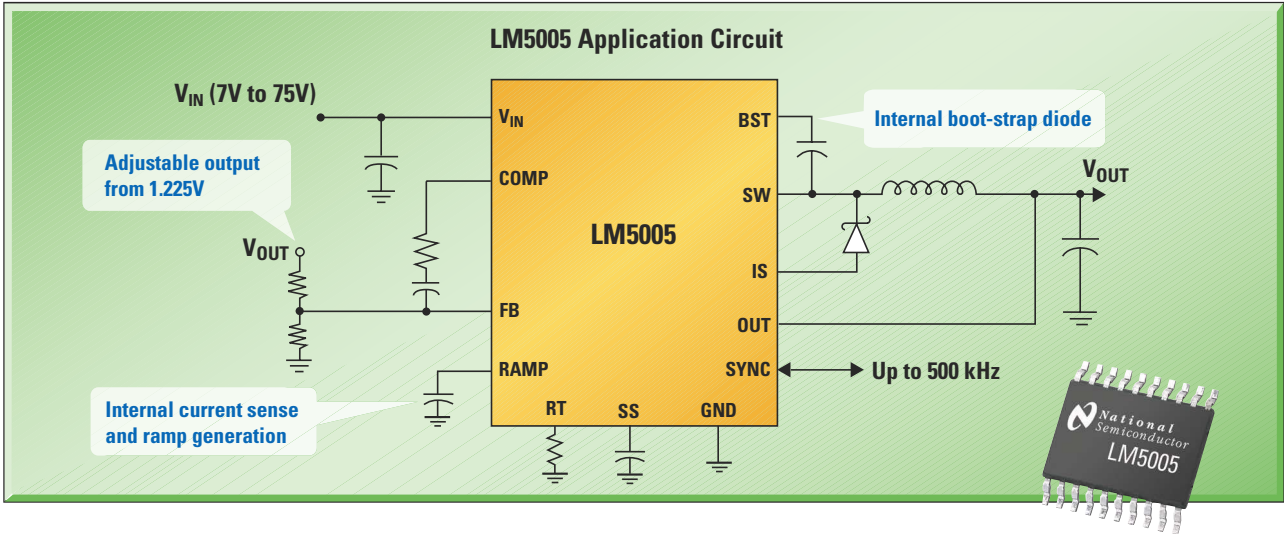 LM5005 Application Circuit
VIN (7V to 75V)
Adjustable output
from 1.225V
VOUT
Internal current sense
and ramp generation
VIN
COMP
FB
RAMP
RT
SS
GND
LM5005
BST
SW
IS
OUT
SYNC
Internal boot-strap diode
VOUT
Up to 500 kHz
National
Semiconductor
LM5005